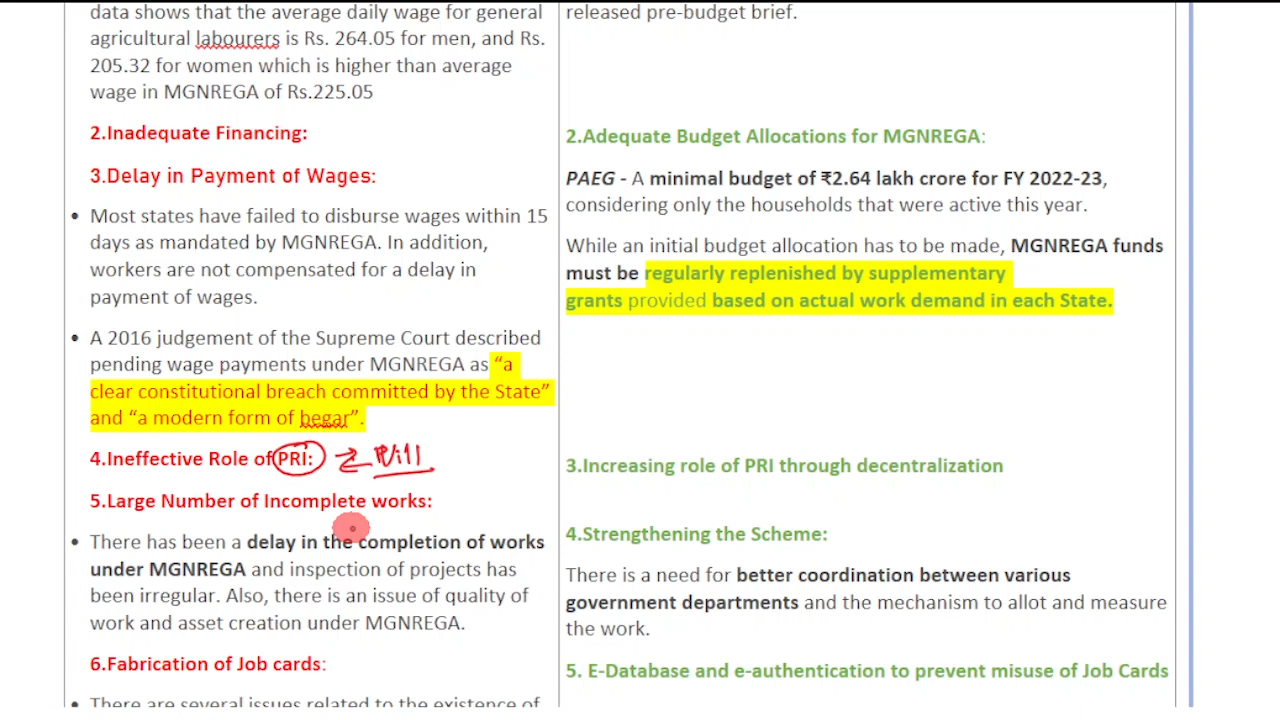 data shows that the average daily wage for general
agricultural labourers is Rs. 264.05 for men, and Rs.
205.32 for women which is higher than average
wage in MGNREGA of Rs.225.05
2.Inadequate Financing:
3.Delay in Payment of Wages:
• Most states have failed to disburse wages within 15
days as mandated by MGNREGA. In addition,
workers are not compensated for a delay in
payment of wages.
• A 2016 judgement of the Supreme Court described
pending wage payments under MGNREGA as “a
clear constitutional breach committed by the State”
and “a modern form of begar”.
4.Ineffective Role of PRI:
5.Large Number of Incomplete works:
• There has been a delay in the completion of works
under MGNREGA and inspection of projects has
been irregular. Also, there is an issue of quality of
work and asset creation under MGNREGA.
6.Fabrication of Job cards:
• There are several issues related to the existence of
released pre-budget brief.
2.Adequate Budget Allocations for MGNREGA:
PAEG - A minimal budget of ₹2.64 lakh crore for FY 2022-23,
considering only the households that were active this year.
While an initial budget allocation has to be made, MGNREGA funds
must be regularly replenished by supplementary
grants provided based on actual work demand in each State.
3.Increasing role of PRI through decentralization
4.Strengthening the Scheme:
There is a need for better coordination between various
government departments and the mechanism to allot and measure
the work.
5. E-Database and e-authentication to prevent misuse of Job Cards